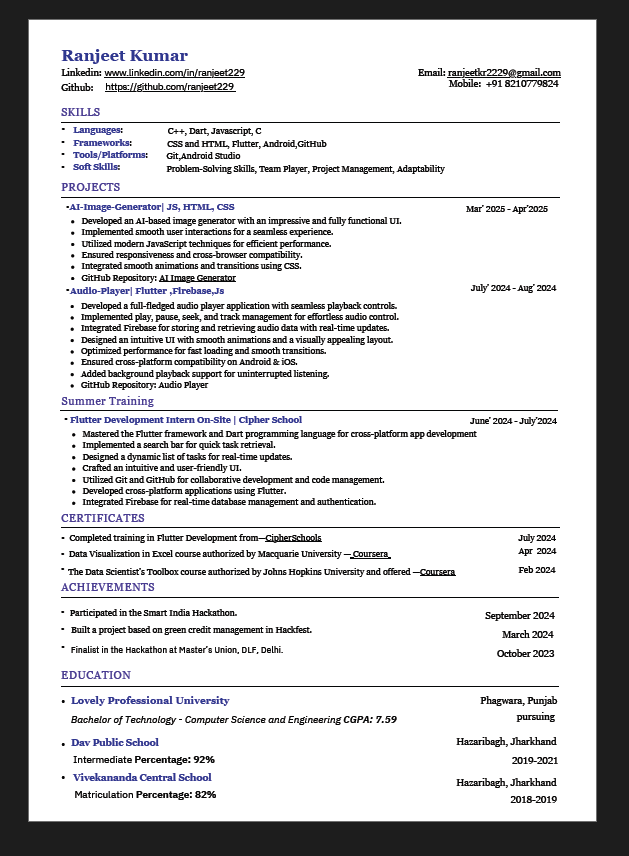 Ranjeet Kumar
Linkedin: www.linkedin.com/in/ranjeet229 Email: ranjeetkr2229@gmail.com
Github: https://github.com/ranjeet229 Mobile: +91 8210779824
SKILLS
• Languages: C++, Dart, Javascript, C
• Frameworks: CSS and HTML, Flutter, Android,GitHub
• Tools/Platforms: Git,Android Studio
• Soft Skills: Problem-Solving Skills, Team Player, Project Management, Adaptability
PROJECTS
•AI-Image-Generator| JS, HTML, CSS Mar' 2025 - Apr'2025
• Developed an AI-based image generator with an impressive and fully functional UI.
• Implemented smooth user interactions for a seamless experience.
• Utilized modern JavaScript techniques for efficient performance.
• Ensured responsiveness and cross-browser compatibility.
• Integrated smooth animations and transitions using CSS.
• GitHub Repository: AI Image Generator
•Audio-Player| Flutter ,Firebase,Js July' 2024 - Aug' 2024
• Developed a full-fledged audio player application with seamless playback controls.
• Implemented play, pause, seek, and track management for effortless audio control.
• Integrated Firebase for storing and retrieving audio data with real-time updates.
• Designed an intuitive UI with smooth animations and a visually appealing layout.
• Optimized performance for fast loading and smooth transitions.
• Ensured cross-platform compatibility on Android & iOS.
• Added background playback support for uninterrupted listening.
• GitHub Repository: Audio Player
Summer Training
• Flutter Development Intern On-Site | Cipher School June' 2024 - July'2024
• Mastered the Flutter framework and Dart programming language for cross-platform app development
• Implemented a search bar for quick task retrieval.
• Designed a dynamic list of tasks for real-time updates.
• Crafted an intuitive and user-friendly UI.
• Utilized Git and GitHub for collaborative development and code management.
• Developed cross-platform applications using Flutter.
• Integrated Firebase for real-time database management and authentication.
CERTIFICATES
• Completed training in Flutter Development from—CipherSchools July 2024
• Data Visualization in Excel course authorized by Macquarie University — Coursera Apr 2024
• The Data Scientist's Toolbox course authorized by Johns Hopkins University and offered —Coursera Feb 2024
ACHIEVEMENTS
• Participated in the Smart India Hackathon. September 2024
• Built a project based on green credit management in Hackfest. March 2024
• Finalist in the Hackathon at Master's Union, DLF, Delhi. October 2023
EDUCATION
• Lovely Professional University Phagwara, Punjab
Bachelor of Technology - Computer Science and Engineering CGPA: 7.59 pursuing
• Dav Public School Hazaribagh, Jharkhand
Intermediate Percentage: 92% 2019-2021
• Vivekananda Central School Hazaribagh, Jharkhand
Matriculation Percentage: 82% 2018-2019